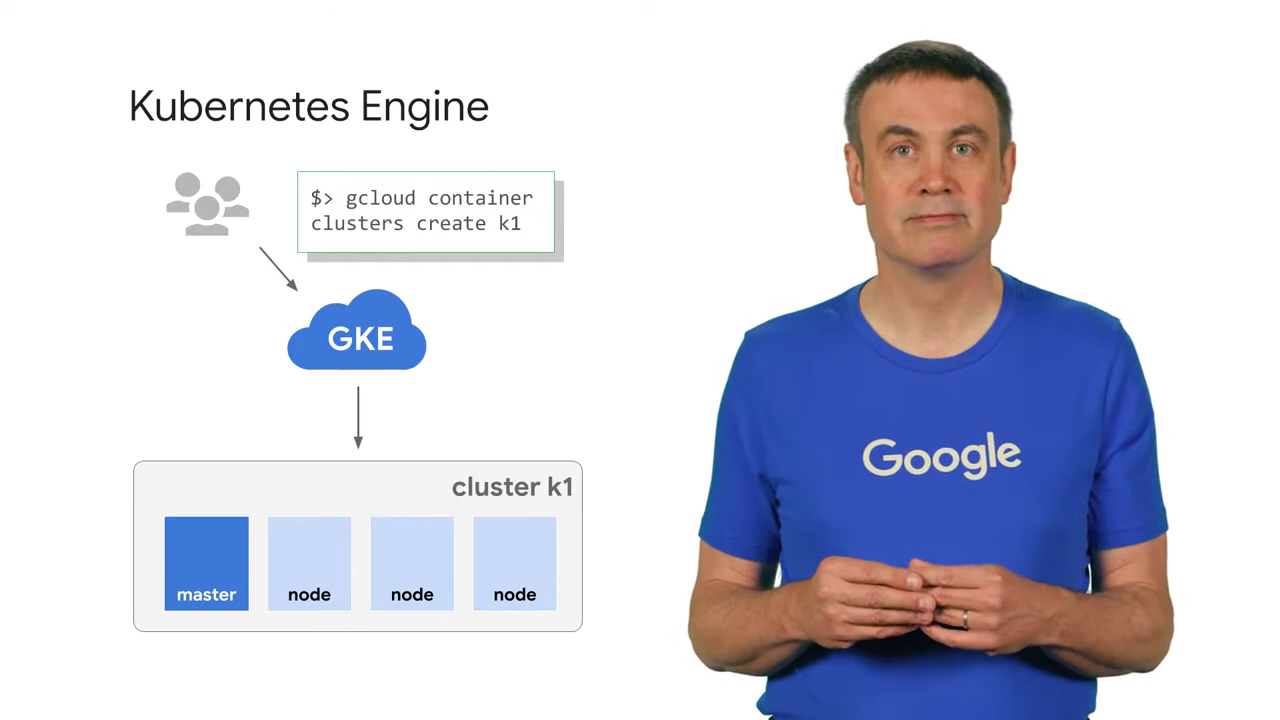 Kubernetes Engine
$> gcloud container
clusters create k1
GKE
cluster k1
master
node
node
node
Google